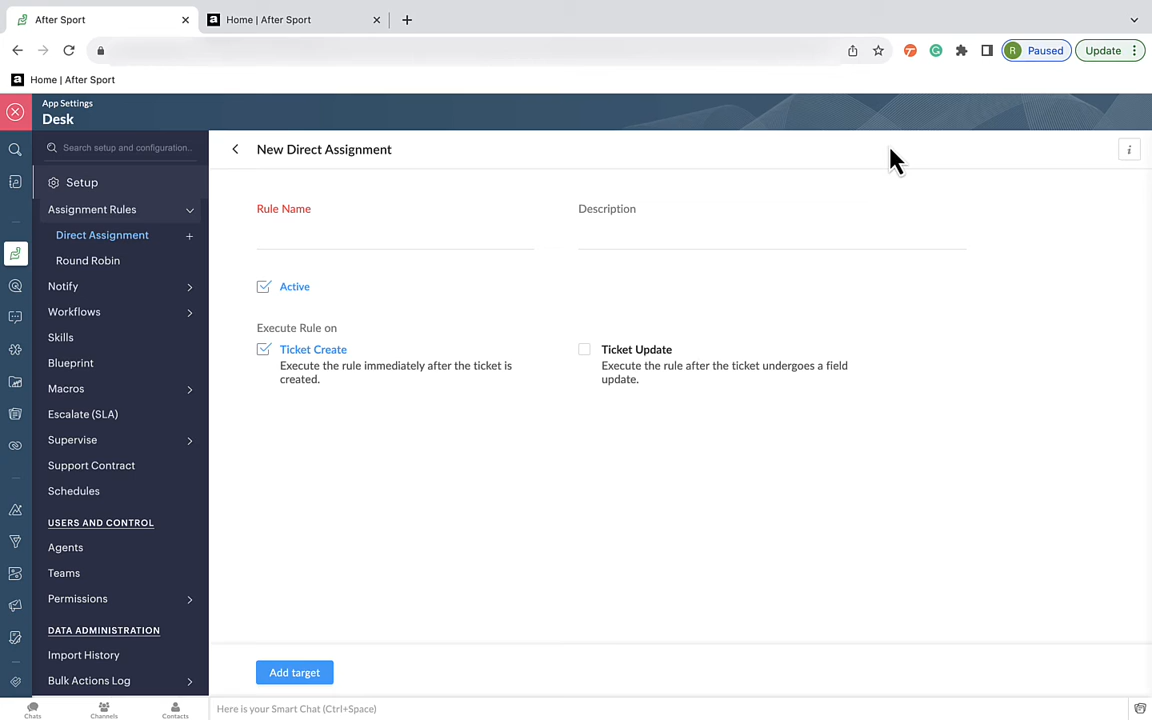 After Sport
Home | After Sport
R Paused
Update
Home | After Sport
App Settings
Desk
Search setup and configuration..
Setup
Assignment Rules
Direct Assignment
Round Robin
Notify
Workflows
Skills
Blueprint
Macros
Escalate (SLA)
Supervise
Support Contract
Schedules
USERS AND CONTROL
Agents
Teams
Permissions
DATA ADMINISTRATION
Import History
Bulk Actions Log
New Direct Assignment
Rule Name
Description
Active
Execute Rule on
Ticket Create
Execute the rule immediately after the ticket is
created.
Ticket Update
Execute the rule after the ticket undergoes a field
update.
Add target
Chats
Channels
Contacts
Here is your Smart Chat (Ctrl+Space)